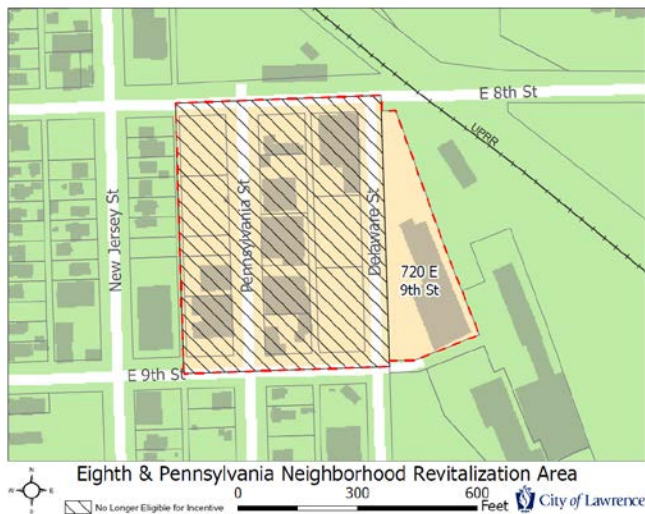 E 8th St
UPRR
New Jersey St
Pennsylvania St
Delaware St
720 E
9th St
E 9th St
Eighth & Pennsylvania Neighborhood Revitalization Area
N
W
E
S
No Longer Eligible for Incentive
0
300
600
Feet
City of Lawrence